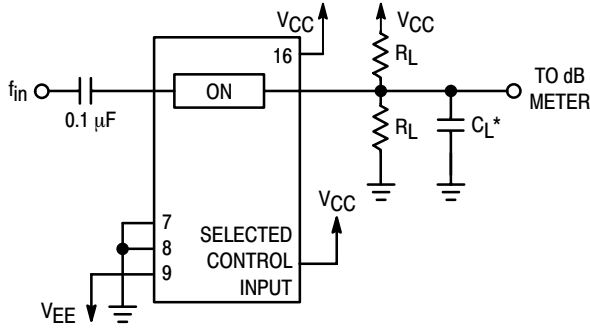 VCC
VCC
16
RL
fin
ON
TO dB
METER
0.1 μF
RL
CL*
VCC
7
8
9
SELECTED
CONTROL
INPUT
VEE